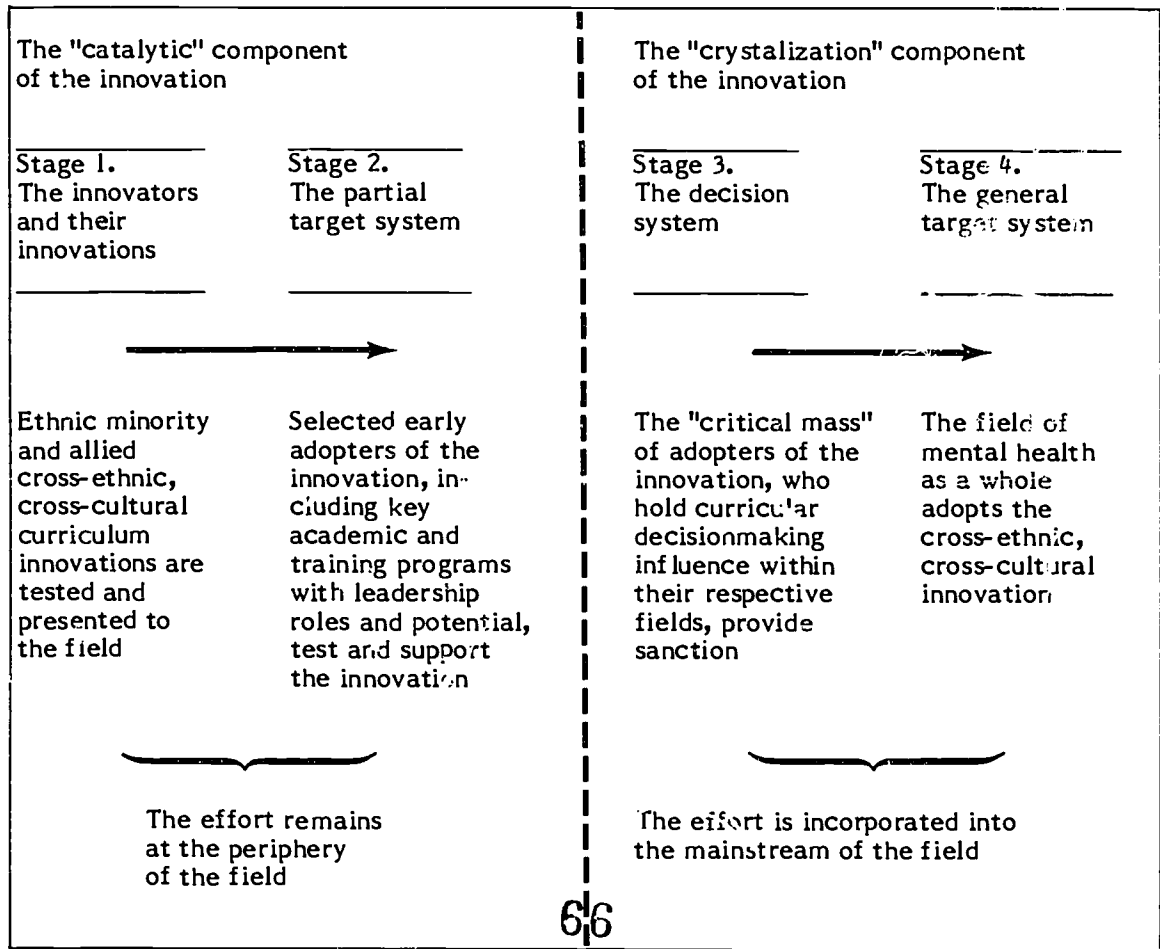 The "catalytic" component
of the innovation
Stage 1.
The innovators
and their
innovations
Stage 2.
The partial
target system
Ethnic minority
and allied
cross-ethnic,
cross-cultural
curriculum
innovations are
tested and
presented to
the field
Selected early
adopters of the
innovation, in-
cluding key
academic and
training programs
with leadership
roles and potential,
test and support
the innovation
The effort remains
at the periphery
of the field
The "crystalization" component
of the innovation
Stage 3.
The decision
system
Stage 4.
The general
target system
The "critical mass"
of adopters of the
innovation, who
hold curricular
decisionmaking
influence within
their respective
fields, provide
sanction
The field of
mental health
as a whole
adopts the
cross-ethnic,
cross-cultural
innovation
The effort is incorporated into
the mainstream of the field
66